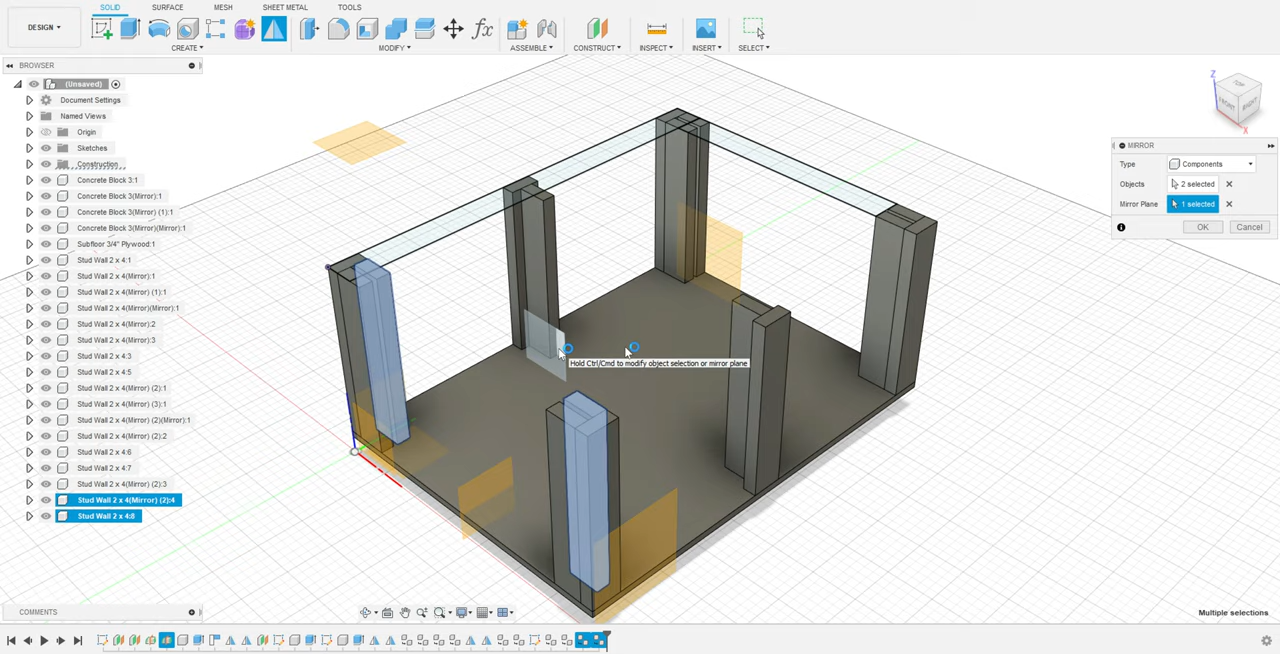 SOLID SURFACE MESH SHEET METAL TOOLS
DESIGN
CREATE MODIFY ASSEMBLE CONSTRUCT INSPECT INSERT SELECT
BROWSER
(Unsaved)
Document Settings
Named Views
Origin
Sketches
Construction
Concrete Block 3:1
Concrete Block 3(Mirror):1
Concrete Block 3(Mirror) (1):1
Concrete Block 3(Mirror)(Mirror):1
Subfloor 3/4" Plywood:1
Stud Wall 2 x 4:1
Stud Wall 2 x 4(Mirror):1
Stud Wall 2 x 4(Mirror) (1):1
Stud Wall 2 x 4(Mirror)(Mirror):1
Stud Wall 2 x 4(Mirror):2
Stud Wall 2 x 4(Mirror):3
Stud Wall 2 x 4:3
Stud Wall 2 x 4:5
Stud Wall 2 x 4(Mirror) (2):1
Stud Wall 2 x 4(Mirror) (3):1
Stud Wall 2 x 4(Mirror) (2)(Mirror):1
Stud Wall 2 x 4(Mirror) (2):2
Stud Wall 2 x 4:6
Stud Wall 2 x 4:7
Stud Wall 2 x 4(Mirror) (2):3
Stud Wall 2 x 4(Mirror) (2):4
Stud Wall 2 x 4:8
Hold Ctrl/Cmd to modify object selection or mirror plane
Z
TOP
FRONT
RIGHT
X
MIRROR
Type Components
Objects 2 selected
Mirror Plane 1 selected
OK Cancel
COMMENTS
Multiple selections